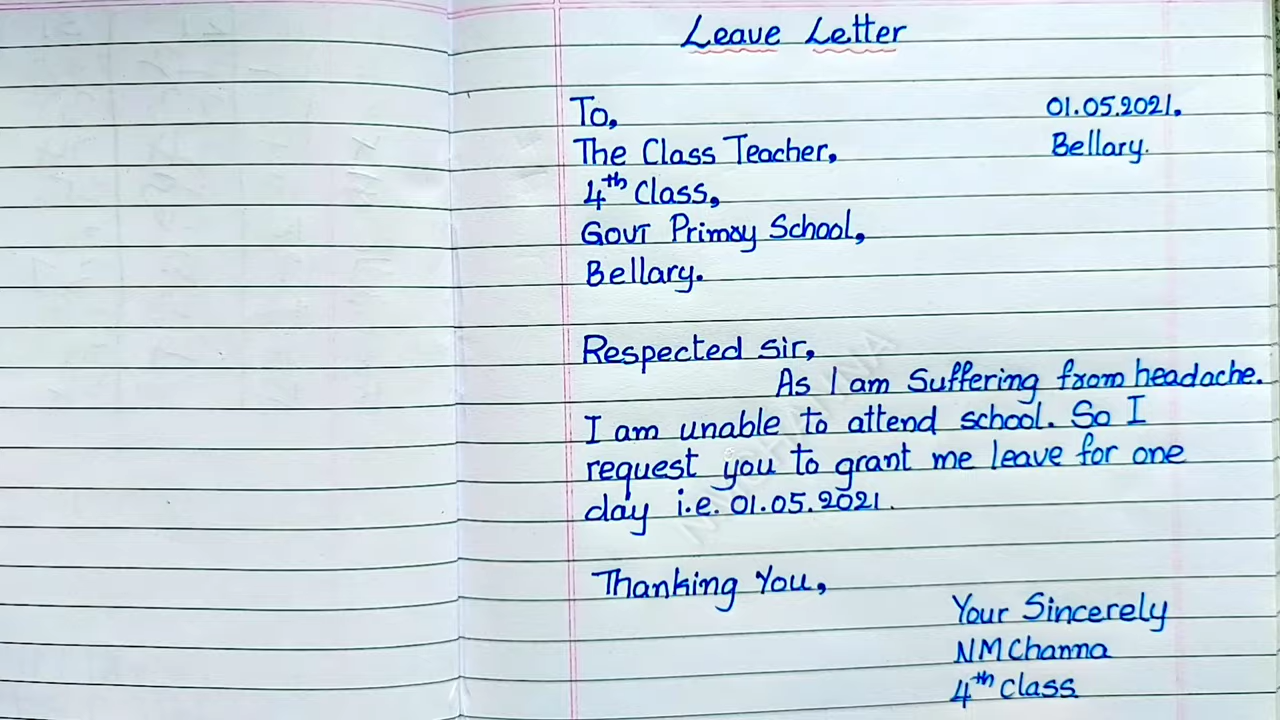 Leave Letter
To,
01.05.2021.
The Class Teacher,
Bellary.
4th Class,
Govt Primay School,
Bellary.
Respected Sir,
As I am Suffering from headache.
I am unable to attend school. So I
request you to grant me leave for one
day i.e. 01.05.2021.
Thanking You,
Your Sincerely
NM Channa
4th Class